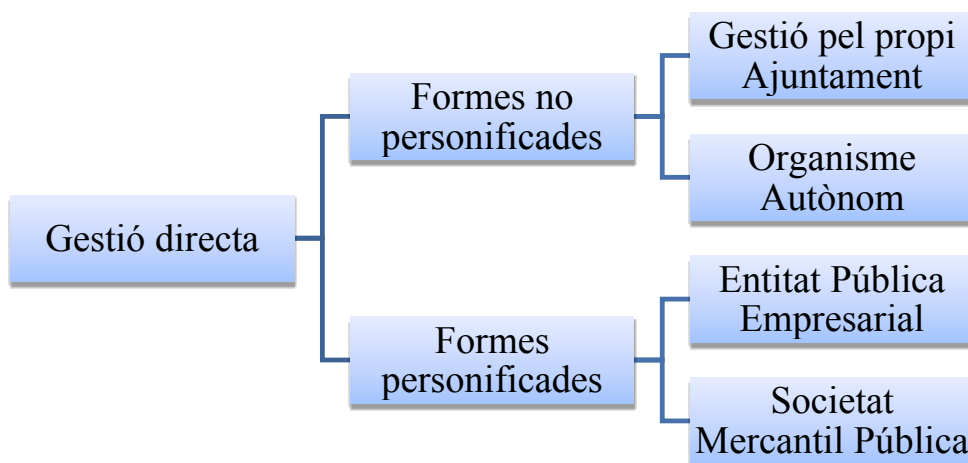 Gestió directa
Formes no
personificades
Gestió pel propi
Ajuntament
Organisme
Autònom
Formes
personificades
Entitat Pública
Empresarial
Societat
Mercantil Pública